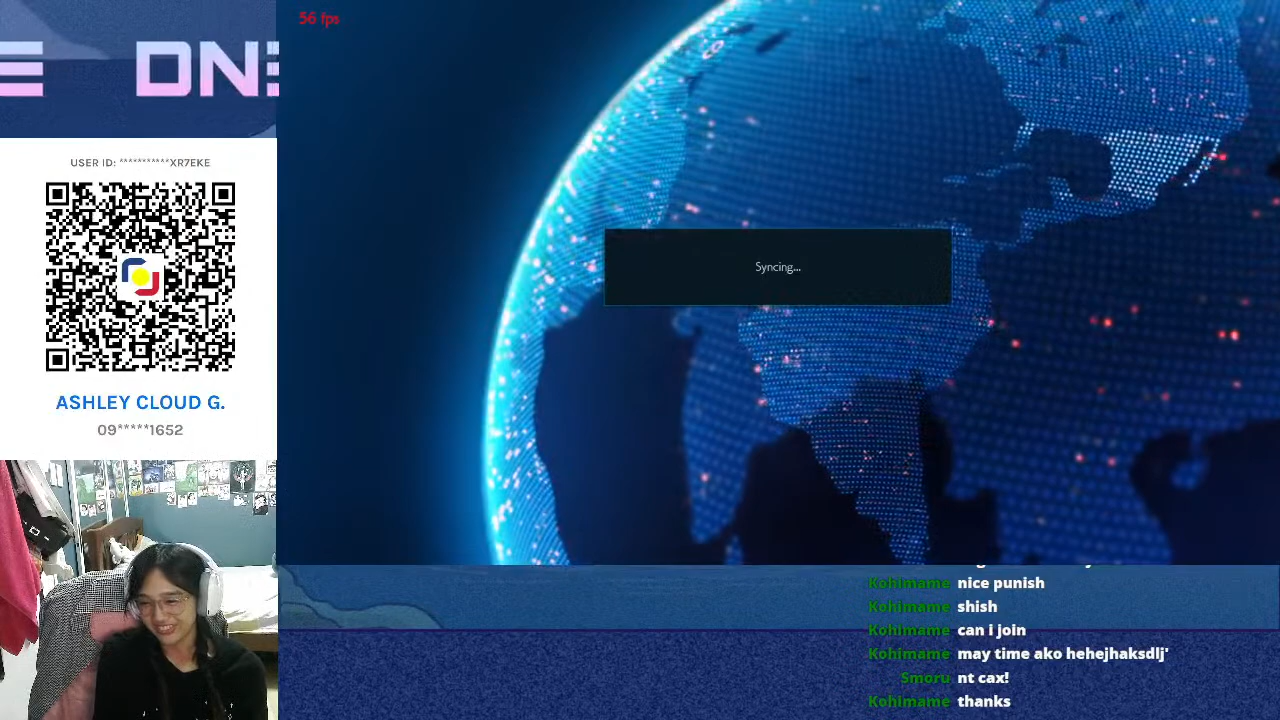 56 fps
USER ID: ***********XR7EKE
ASHLEY CLOUD G.
09*****1652
Syncing...
Kohimame nice punish
Kohimame shish
Kohimame can i join
Kohimame may time ako hehejhaksdlj'
Smoru nt cax!
Kohimame thanks